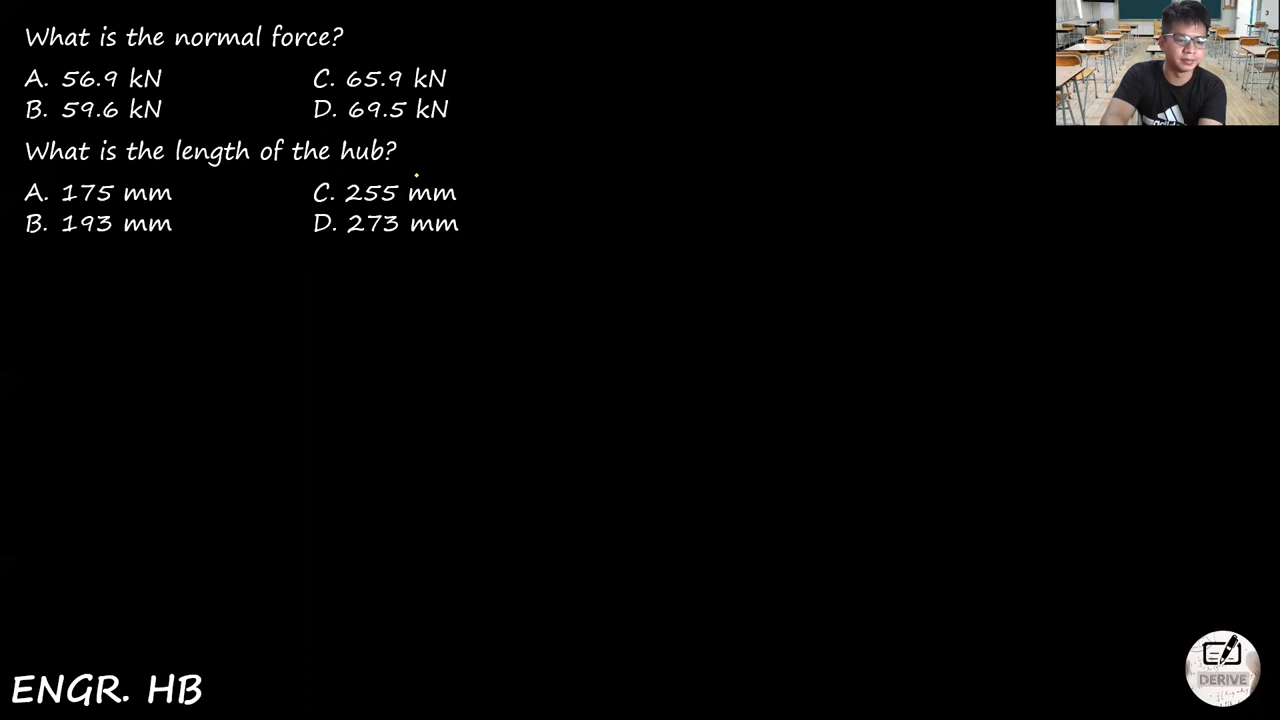 What is the normal force?
A. 56.9 kN C. 65.9 kN
B. 59.6 kN D. 69.5 kN
What is the length of the hub?
A. 175 mm C. 255 mm
B. 193 mm D. 273 mm
ENGR. HB
DERIVE